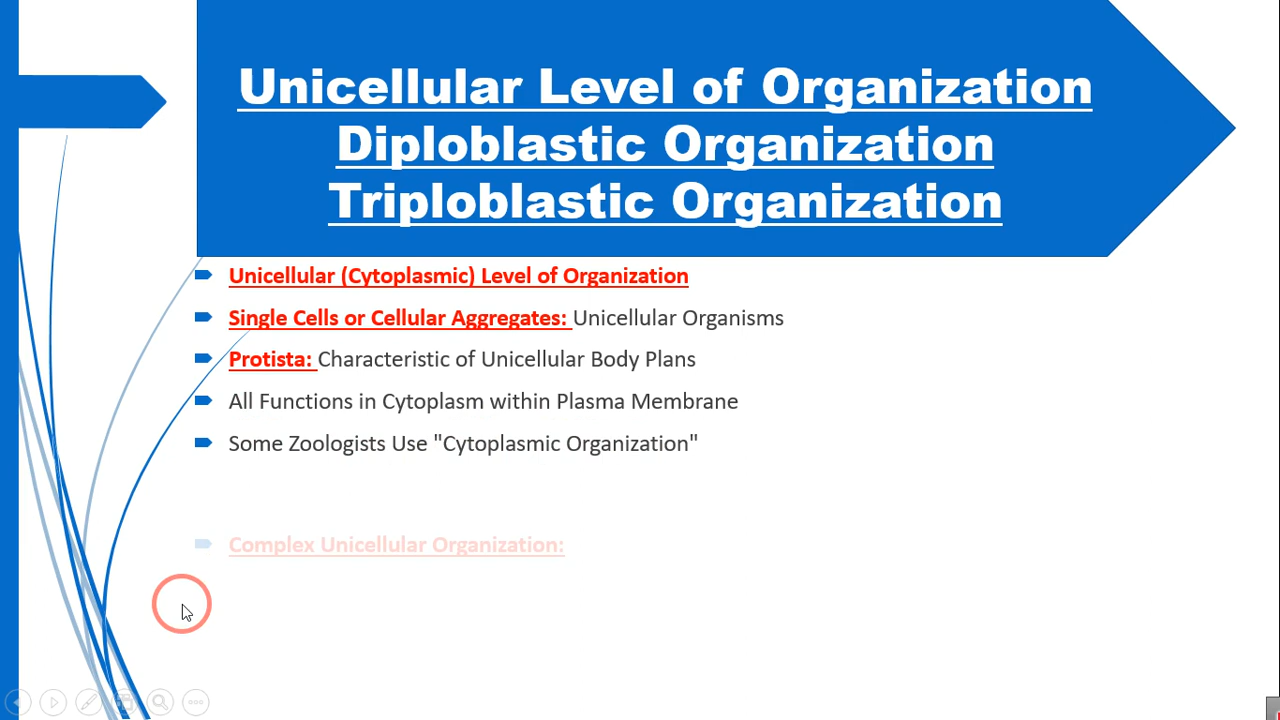 Unicellular Level of Organization
Diploblastic Organization
Triploblastic Organization
Unicellular (Cytoplasmic) Level of Organization
Single Cells or Cellular Aggregates: Unicellular Organisms
Protista: Characteristic of Unicellular Body Plans
All Functions in Cytoplasm within Plasma Membrane
Some Zoologists Use "Cytoplasmic Organization"
Complex Unicellular Organization: